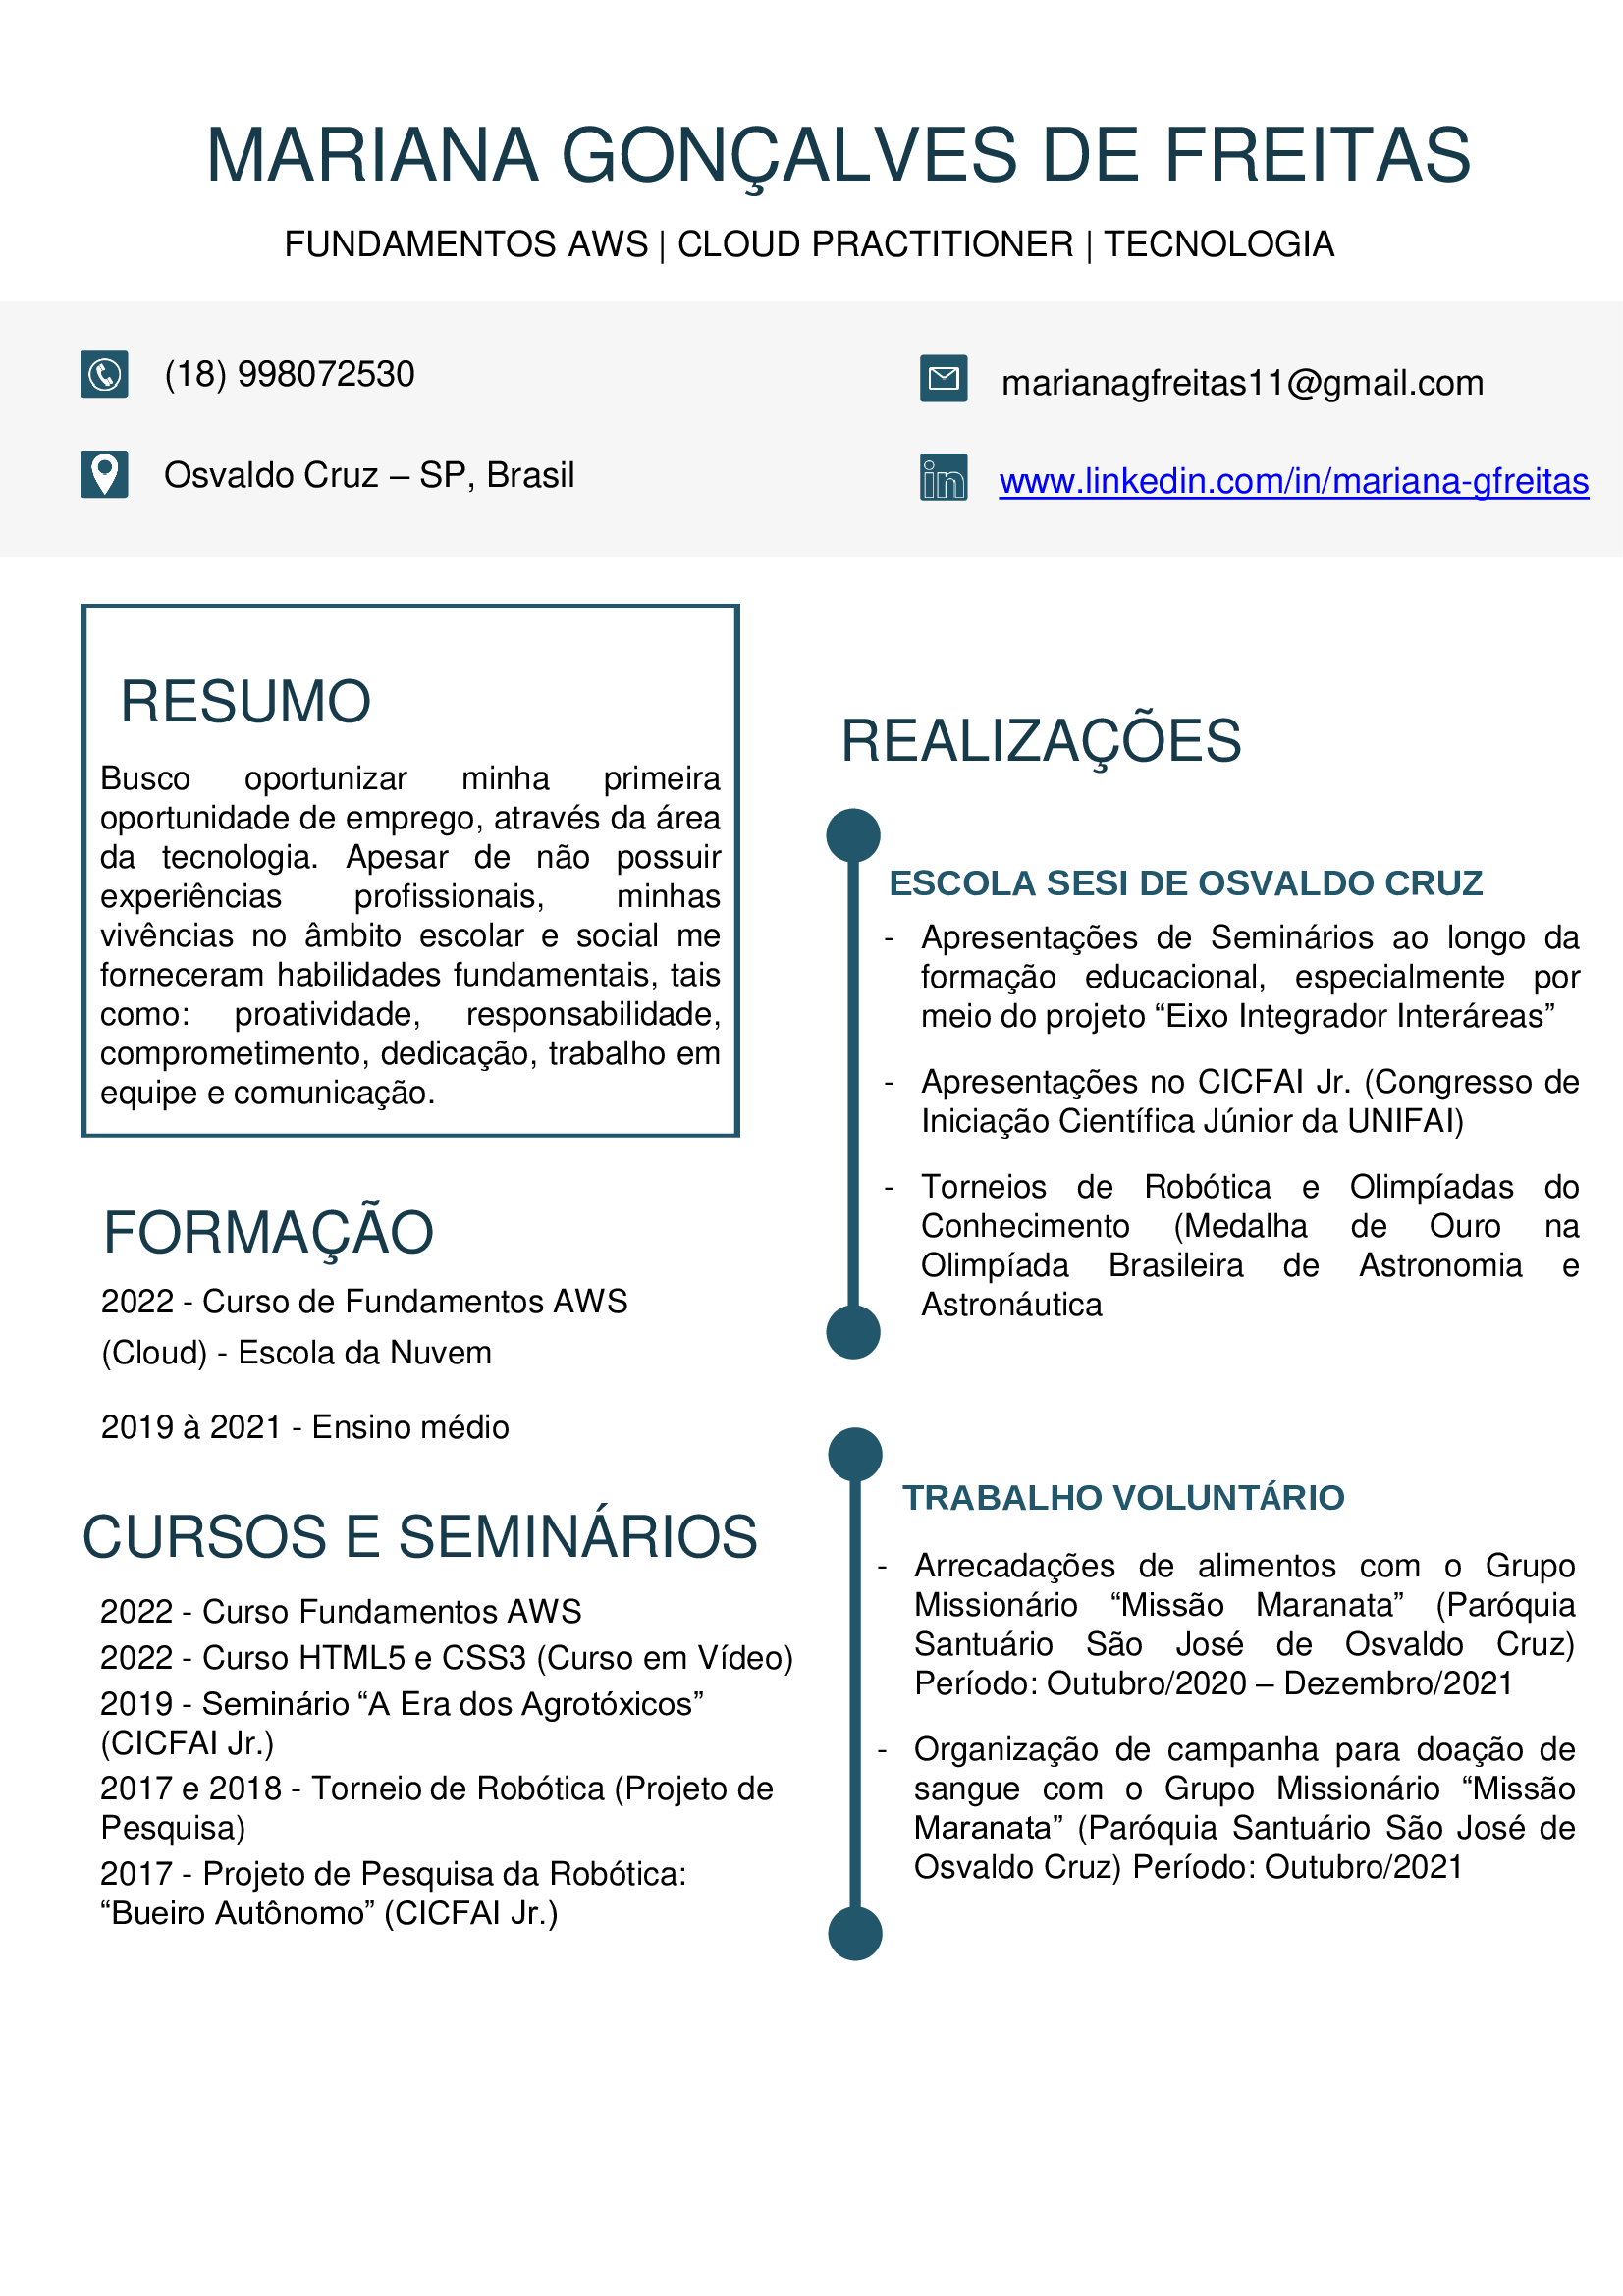 MARIANA GONÇALVES DE FREITAS
FUNDAMENTOS AWS | CLOUD PRACTITIONER | TECNOLOGIA
(18) 998072530
marianagfreitas11@gmail.com
Osvaldo Cruz – SP, Brasil
www.linkedin.com/in/mariana-gfreitas
RESUMO
Busco oportunizar minha primeira
oportunidade de emprego, através da área
da tecnologia. Apesar de não possuir
experiências profissionais, minhas
vivências no âmbito escolar e social me
forneceram habilidades fundamentais, tais
como: proatividade, responsabilidade,
comprometimento, dedicação, trabalho em
equipe e comunicação.
FORMAÇÃO
2022 - Curso de Fundamentos AWS
(Cloud) - Escola da Nuvem
2019 à 2021 - Ensino médio
CURSOS E SEMINÁRIOS
2022 - Curso Fundamentos AWS
2022 - Curso HTML5 e CSS3 (Curso em Vídeo)
2019 - Seminário “A Era dos Agrotóxicos”
(CICFAI Jr.)
2017 e 2018 - Torneio de Robótica (Projeto de
Pesquisa)
2017 - Projeto de Pesquisa da Robótica:
“Bueiro Autônomo” (CICFAI Jr.)
REALIZAÇÕES
ESCOLA SESI DE OSVALDO CRUZ
- Apresentações de Seminários ao longo da
formação educacional, especialmente por
meio do projeto “Eixo Integrador Interáreas”
- Apresentações no CICFAI Jr. (Congresso de
Iniciação Científica Júnior da UNIFAI)
- Torneios de Robótica e Olimpíadas do
Conhecimento (Medalha de Ouro na
Olimpíada Brasileira de Astronomia e
Astronáutica
TRABALHO VOLUNTÁRIO
- Arrecadações de alimentos com o Grupo
Missionário “Missão Maranata” (Paróquia
Santuário São José de Osvaldo Cruz)
Período: Outubro/2020 – Dezembro/2021
- Organização de campanha para doação de
sangue com o Grupo Missionário “Missão
Maranata” (Paróquia Santuário São José de
Osvaldo Cruz) Período: Outubro/2021